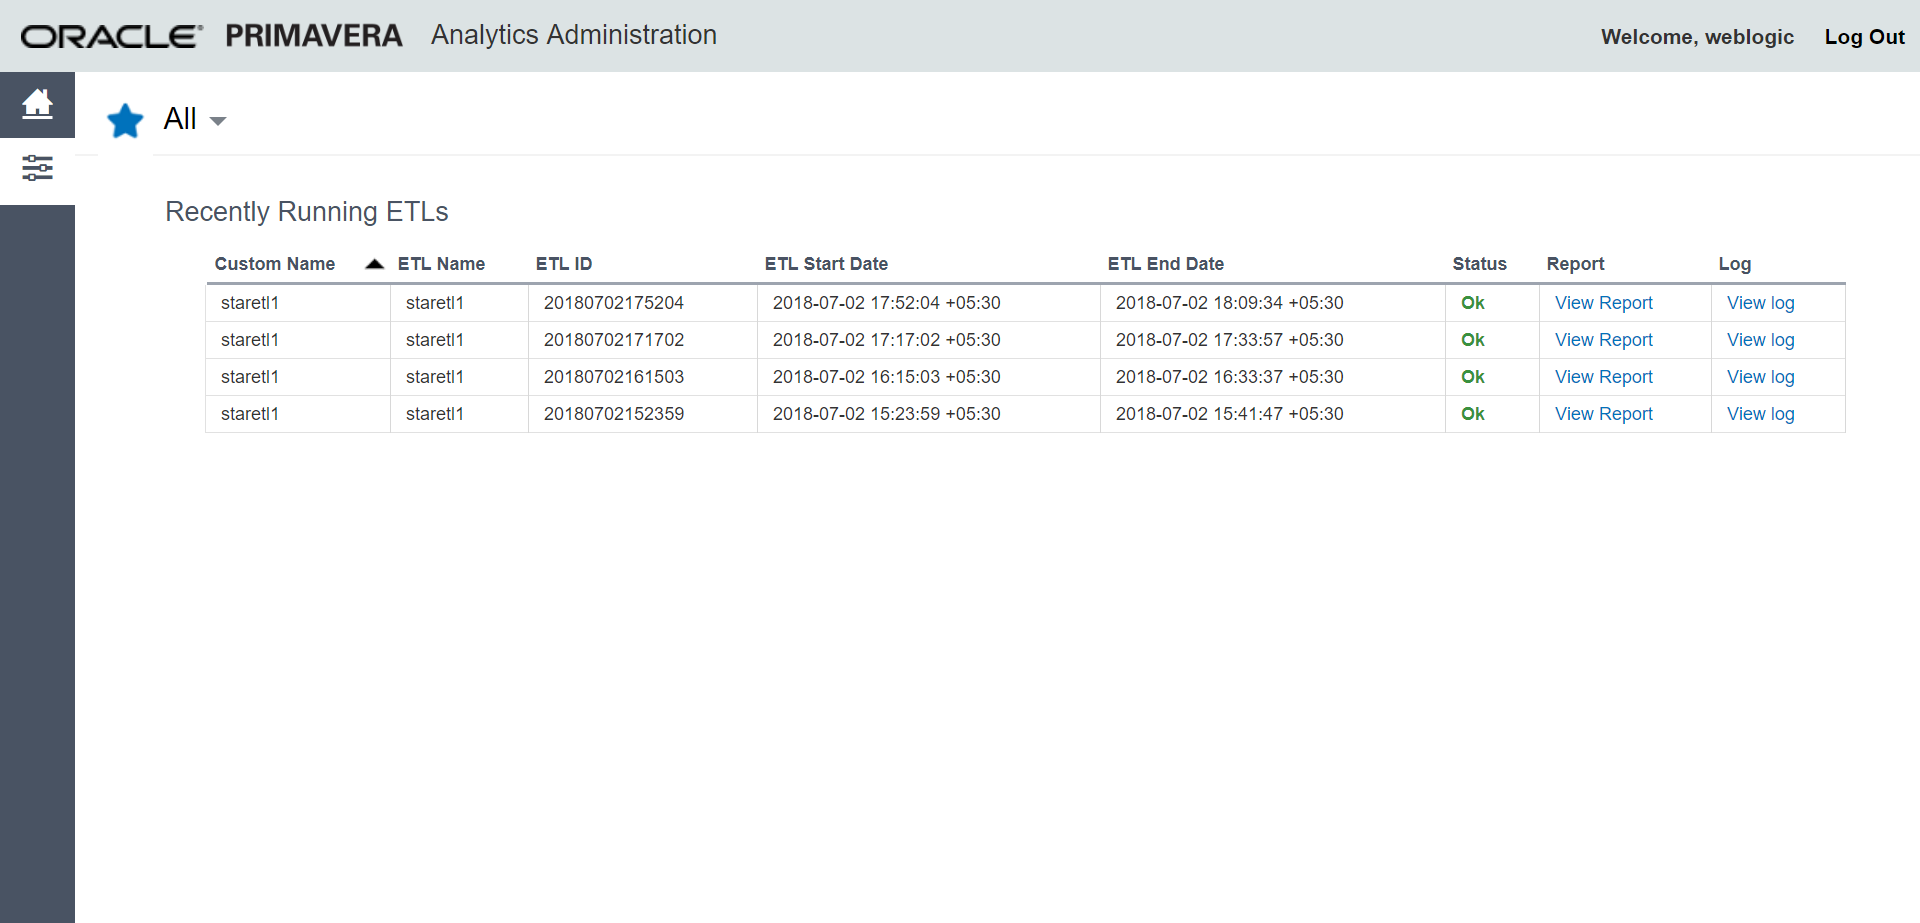 ORACLE® PRIMAVERA Analytics Administration Welcome, weblogic Log Out
All
Recently Running ETLs
Custom Name ETL Name ETL ID ETL Start Date ETL End Date Status Report Log
staretl1 staretl1 20180702175204 2018-07-02 17:52:04 +05:30 2018-07-02 18:09:34 +05:30 Ok View Report View log
staretl1 staretl1 20180702171702 2018-07-02 17:17:02 +05:30 2018-07-02 17:33:57 +05:30 Ok View Report View log
staretl1 staretl1 20180702161503 2018-07-02 16:15:03 +05:30 2018-07-02 16:33:37 +05:30 Ok View Report View log
staretl1 staretl1 20180702152359 2018-07-02 15:23:59 +05:30 2018-07-02 15:41:47 +05:30 Ok View Report View log